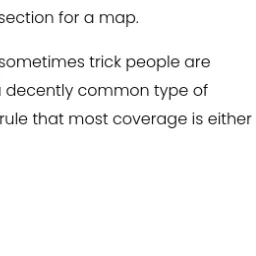 section for a map.
sometimes trick people are
decently common type of
rule that most coverage is either